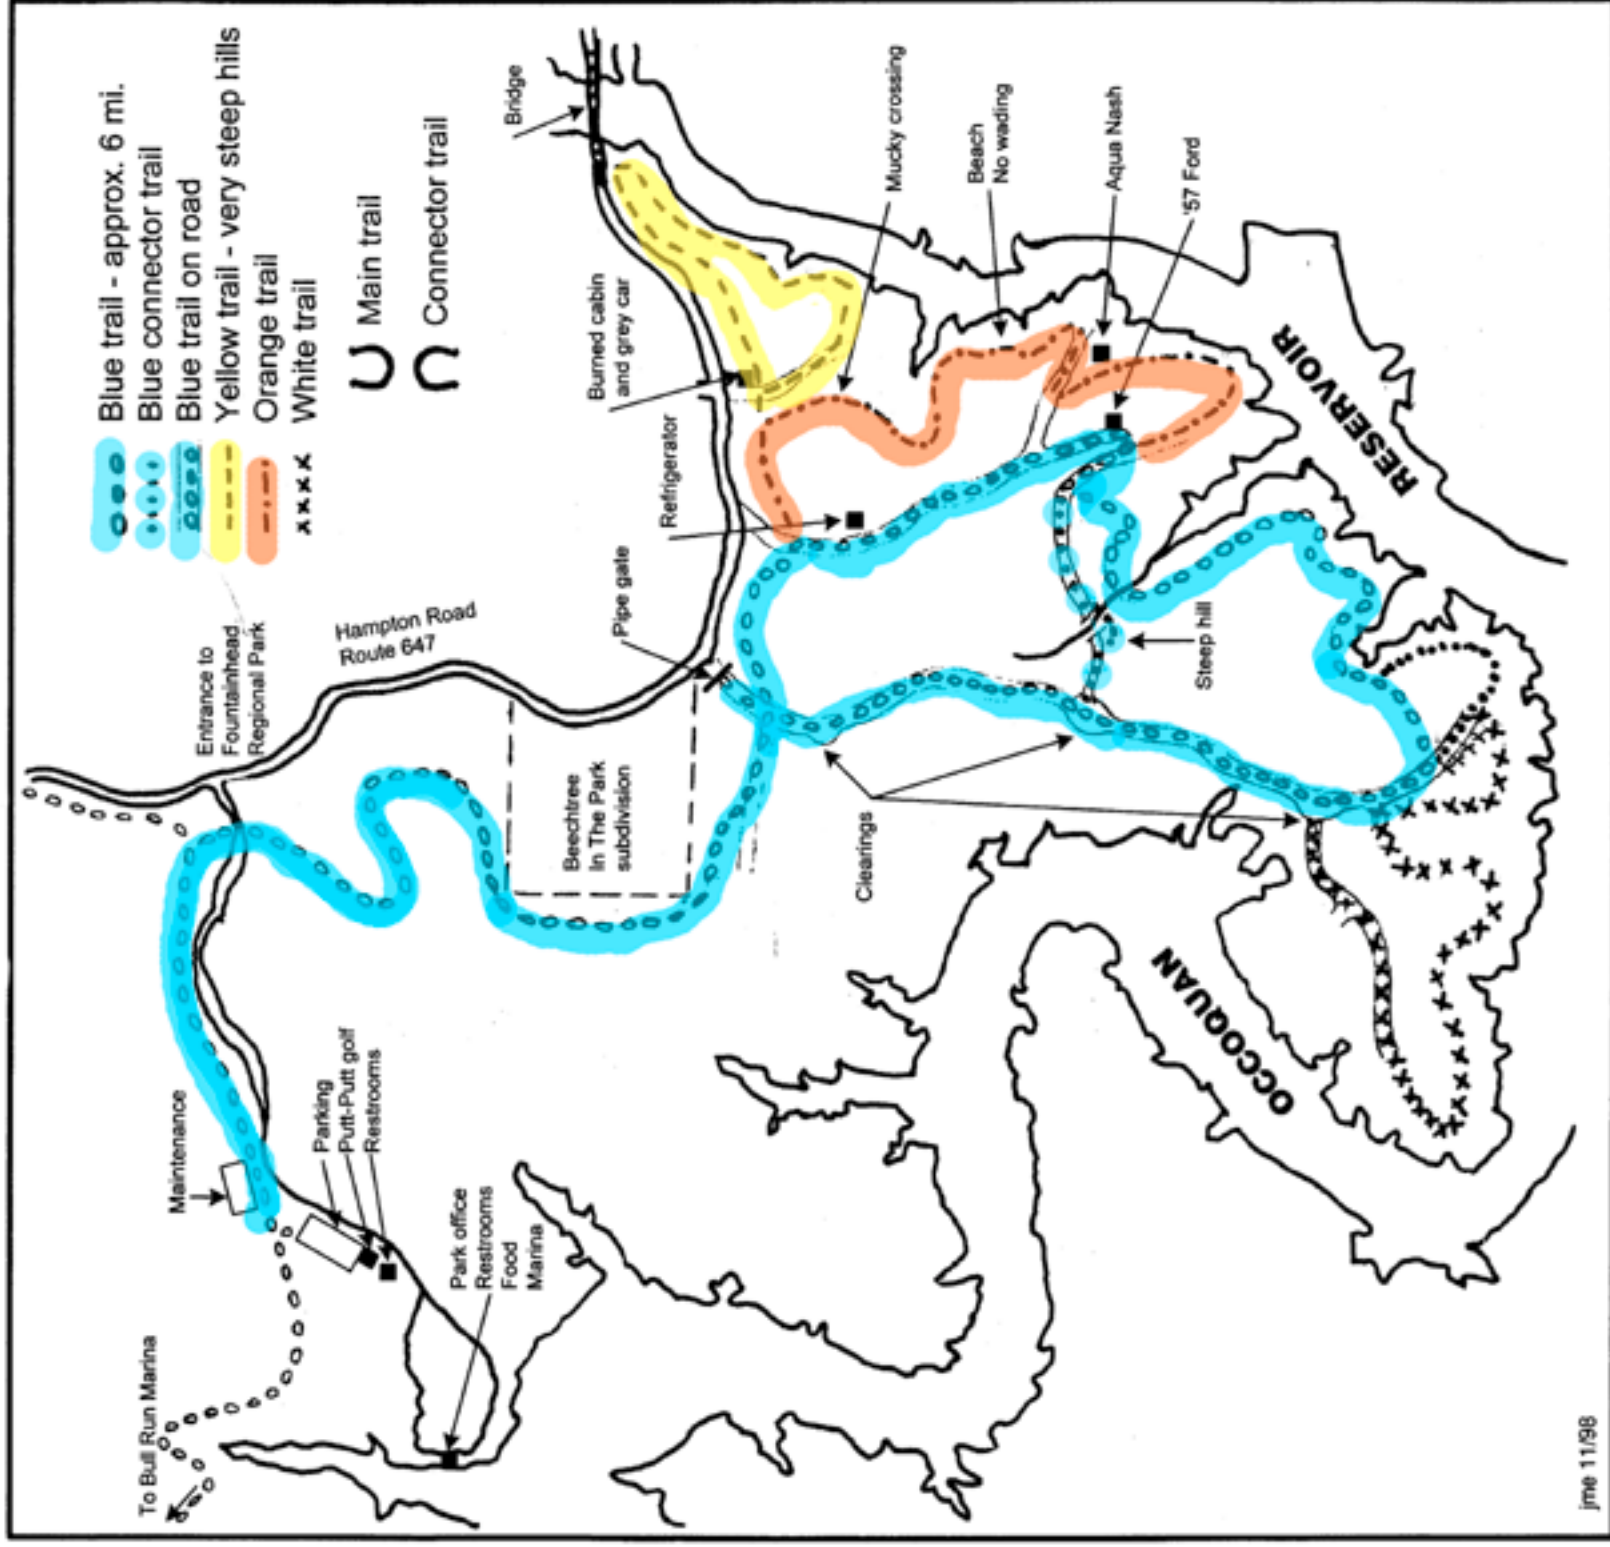 Blue trail - approx. 6 mi.
Blue connector trail
Blue trail on road
Yellow trail - very steep hills
Orange trail
White trail
Main trail
Connector trail
Bridge
Burned cabin
and grey car
Mucky crossing
Beach
No wading
Aqua Nash
'57 Ford
Refrigerator
Pipe gate
Hampton Road
Route 647
Entrance to
Fountainhead
Regional Park
Beechtree
In The Park
subdivision
Steep hill
Clearings
RESERVOIR
OCCOQUAN
Maintenance
Parking
Putt-Putt golf
Restrooms
Park office
Restrooms
Food
Marina
To Bull Run Marina
jme 11/98